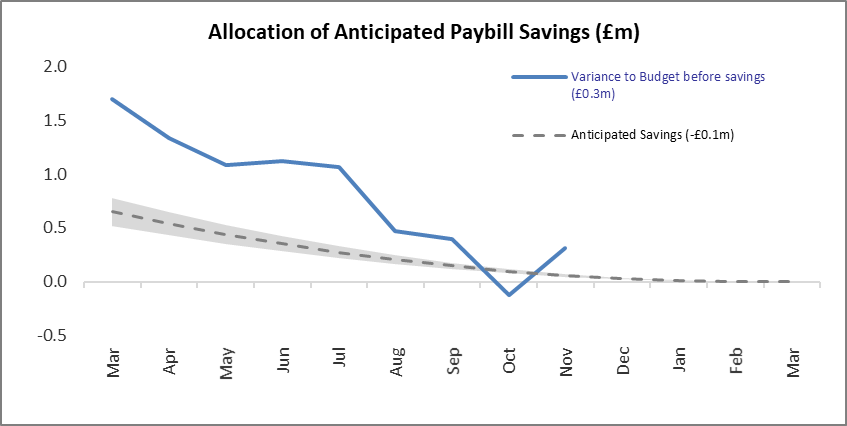 Allocation of Anticipated Paybill Savings (£m)
2.0
1.5
1.0
0.5
0.0
-0.5
Variance to Budget before savings
(£0.3m)
Anticipated Savings (-£0.1m)
Mar
Apr
May
Jun
Jul
Aug
Sep
Oct
Nov
Dec
Jan
Feb
Mar